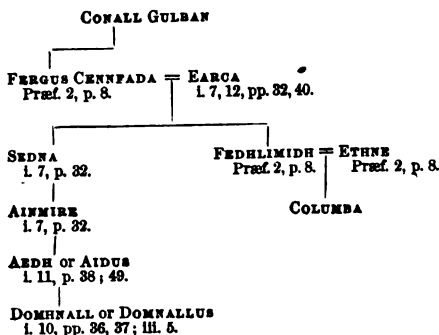 CONALL GULBAN
FERGUS CENNFADA = EARCA
Præf. 2, p. 8. i. 7, 12, pp. 32, 40.
SEDNA FEDHLIMIDH = ETHNE
i. 7, p. 32. Præf. 2, p. 8. Præf. 2, p. 8.
AINMIRE COLUMBA
i. 7, p. 32.
AEDH or AIDUS
i. 11, p. 38 ; 49.
DOMHNALL or DOMNALLUS
i. 10, pp. 36, 37 ; iii. 5.